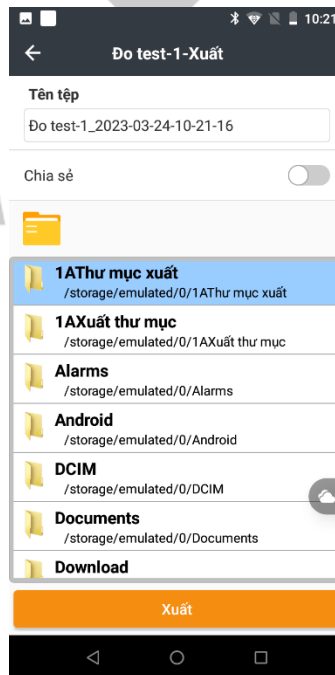 10:21
Đo test-1-Xuất
Tên tệp
Đo test-1_2023-03-24-10-21-16
Chia sẻ
1AThư mục xuất
/storage/emulated/0/1AThư mục xuất
1AXuất thư mục
/storage/emulated/0/1AXuất thư mục
Alarms
/storage/emulated/0/Alarms
Android
/storage/emulated/0/Android
DCIM
/storage/emulated/0/DCIM
Documents
/storage/emulated/0/Documents
Download
Xuất